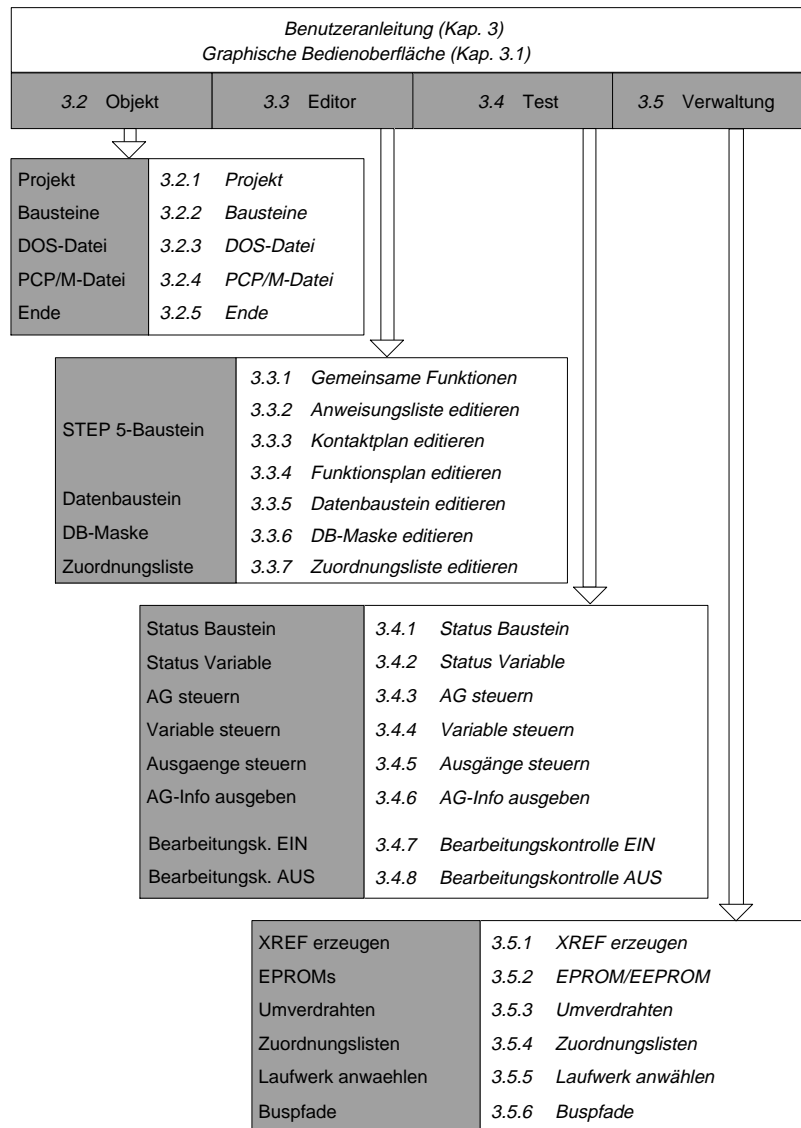 Benutzeranleitung (Kap. 3)
Graphische Bedienoberfläche (Kap. 3.1)
3.2 Objekt 3.3 Editor 3.4 Test 3.5 Verwaltung
Projekt 3.2.1 Projekt
Bausteine 3.2.2 Bausteine
DOS-Datei 3.2.3 DOS-Datei
PCP/M-Datei 3.2.4 PCP/M-Datei
Ende 3.2.5 Ende
3.3.1 Gemeinsame Funktionen
3.3.2 Anweisungsliste editieren
STEP 5-Baustein
3.3.3 Kontaktplan editieren
3.3.4 Funktionsplan editieren
Datenbaustein 3.3.5 Datenbaustein editieren
DB-Maske 3.3.6 DB-Maske editieren
Zuordnungsliste 3.3.7 Zuordnungsliste editieren
Status Baustein 3.4.1 Status Baustein
Status Variable 3.4.2 Status Variable
AG steuern 3.4.3 AG steuern
Variable steuern 3.4.4 Variable steuern
Ausgaenge steuern 3.4.5 Ausgänge steuern
AG-Info ausgeben 3.4.6 AG-Info ausgeben
Bearbeitungsk. EIN 3.4.7 Bearbeitungskontrolle EIN
Bearbeitungsk. AUS 3.4.8 Bearbeitungskontrolle AUS
XREF erzeugen 3.5.1 XREF erzeugen
EPROMs 3.5.2 EPROM/EEPROM
Umverdrahten 3.5.3 Umverdrahten
Zuordnungslisten 3.5.4 Zuordnungslisten
Laufwerk anwaehlen 3.5.5 Laufwerk anwählen
Buspfade 3.5.6 Buspfade